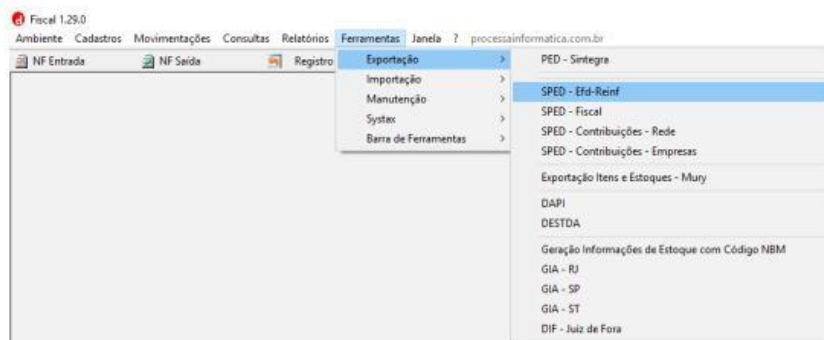 Fiscal 1.29.0
Ambiente Cadastros Movimentações Consultas Relatórios Ferramentas Janela ? processainformatica.com.br
NF Entrada NF Saída Registro
Exportação
Importação
Manutenção
Systax
Barra de Ferramentas
PED - Sintegra
SPED - Efd-Reinf
SPED - Fiscal
SPED - Contribuições - Rede
SPED - Contribuições - Empresas
Exportação Itens e Estoques - Mury
DAPI
DESTDA
Geração Informações de Estoque com Código NBM
GIA - RJ
GIA - SP
GIA - ST
DIF - Juiz de Fora